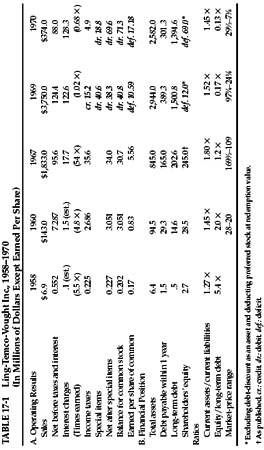 TABLE 17-1 Ling-Temco-Vought Inc., 1958–1970
(In Millions of Dollars Except Earned Per Share)
1958 1960 1967 1969 1970
A. Operating Results
Sales $ 6.9 $143.0 $1,833.0 $3,750.0 $374.0
Net before taxes and interest 0.552 7.287 95.6 124.4 88.0
Interest charges .1 (est.) 1.5 (est.) 17.7 122.6 128.3
(Times earned) (5.5 ×) (4.8 ×) (54 ×) (1.02 ×) (0.68 ×)
Income taxes 0.225 2.686 35.6 cr. 15.2 4.9
Special items dr. 40.6 dr. 18.8
Net after special items 0.227 3.051 34.0 dr. 38.3 dr. 69.6
Balance for common stock 0.202 3.051 30.7 dr. 40.8 dr. 71.3
Earned per share of common 0.17 0.83 5.56 def. 10.59 def. 17.18
B. Financial Position
Total assets 6.4 94.5 845.0 2,944.0 2,582.0
Debt payable within 1 year 1.5 29.3 165.0 389.3 301.3
Long-term debt .5 14.6 202.6 1,500.8 1,394.6
Shareholders' equity 2.7 28.5 245.0† def. 12.0* def. 69.0*
Ratios
Current assets/current liabilities 1.27 × 1.45 × 1.80 × 1.52 × 1.45 ×
Equity/long-term debt 5.4 × 2.0 × 1.2 × 0.17 × 0.13 ×
Market-price range 28–20 169½–109 97¾–24⅛ 29½–7⅛
* Excluding debt-discount as an asset and deducting preferred stock at redemption value.
† As published. cr.: credit. dr.: debit. def.: deficit.